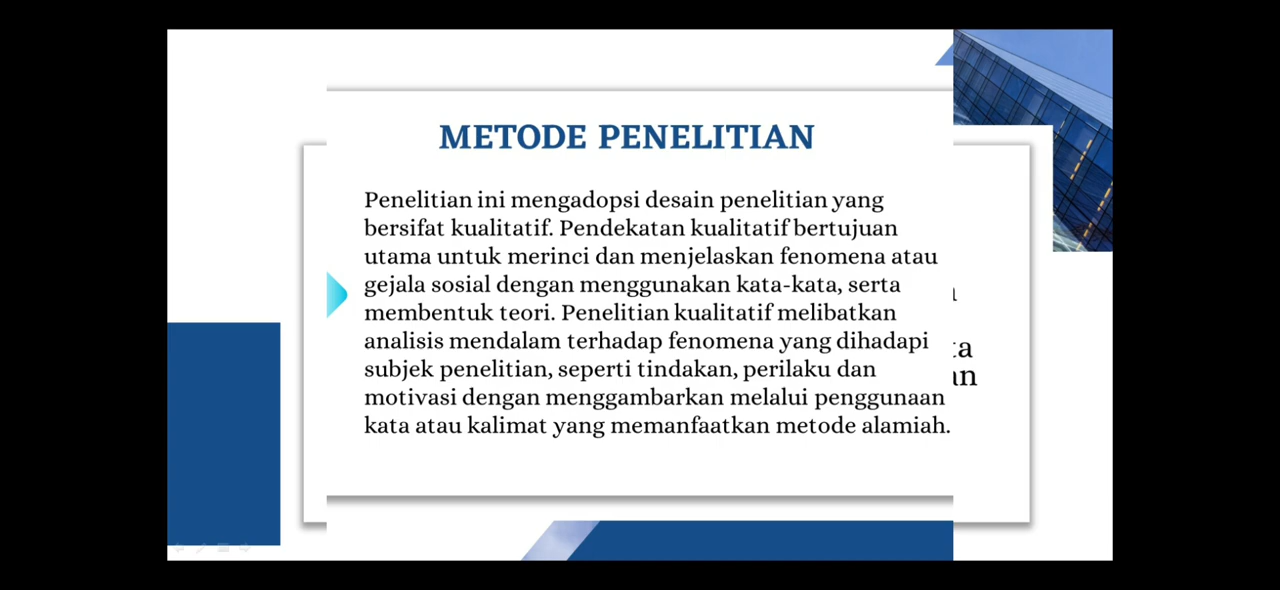 METODE PENELITIAN
Penelitian ini mengadopsi desain penelitian yang
bersifat kualitatif. Pendekatan kualitatif bertujuan
utama untuk merinci dan menjelaskan fenomena atau
gejala sosial dengan menggunakan kata-kata, serta
membentuk teori. Penelitian kualitatif melibatkan
analisis mendalam terhadap fenomena yang dihadapi
subjek penelitian, seperti tindakan, perilaku dan
motivasi dengan menggambarkan melalui penggunaan
kata atau kalimat yang memanfaatkan metode alamiah.